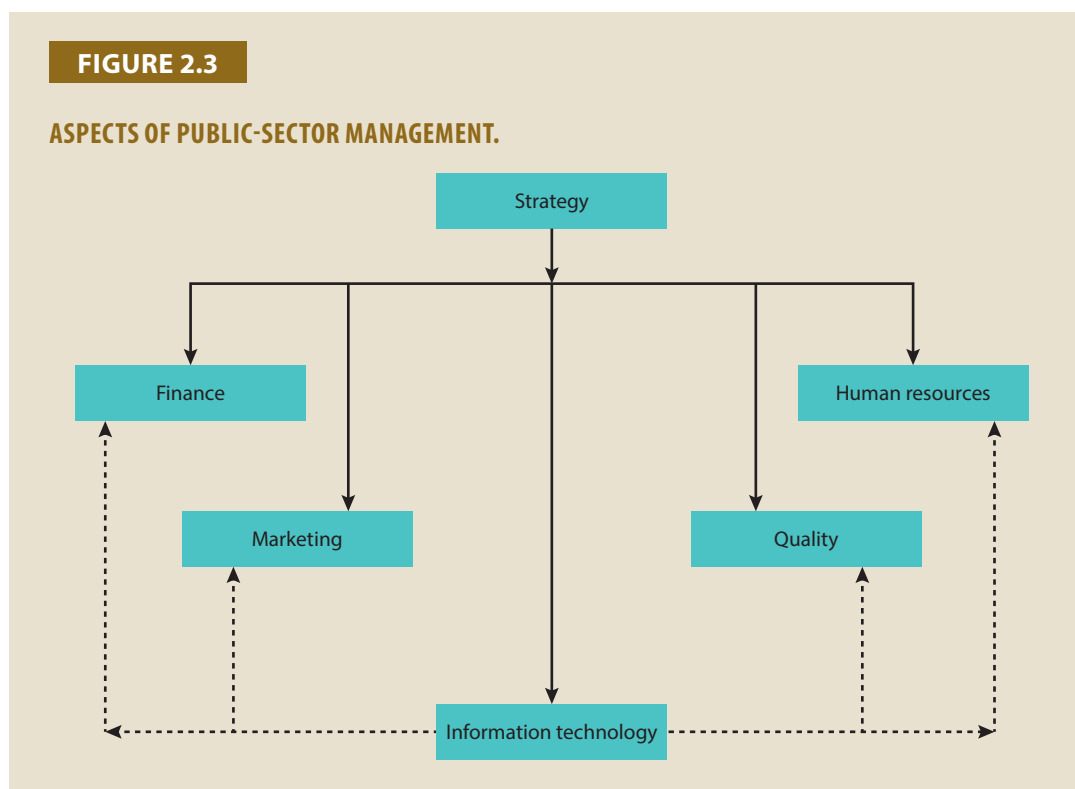 FIGURE 2.3
ASPECTS OF PUBLIC-SECTOR MANAGEMENT.
Strategy
Finance
Human resources
Marketing
Quality
Information technology